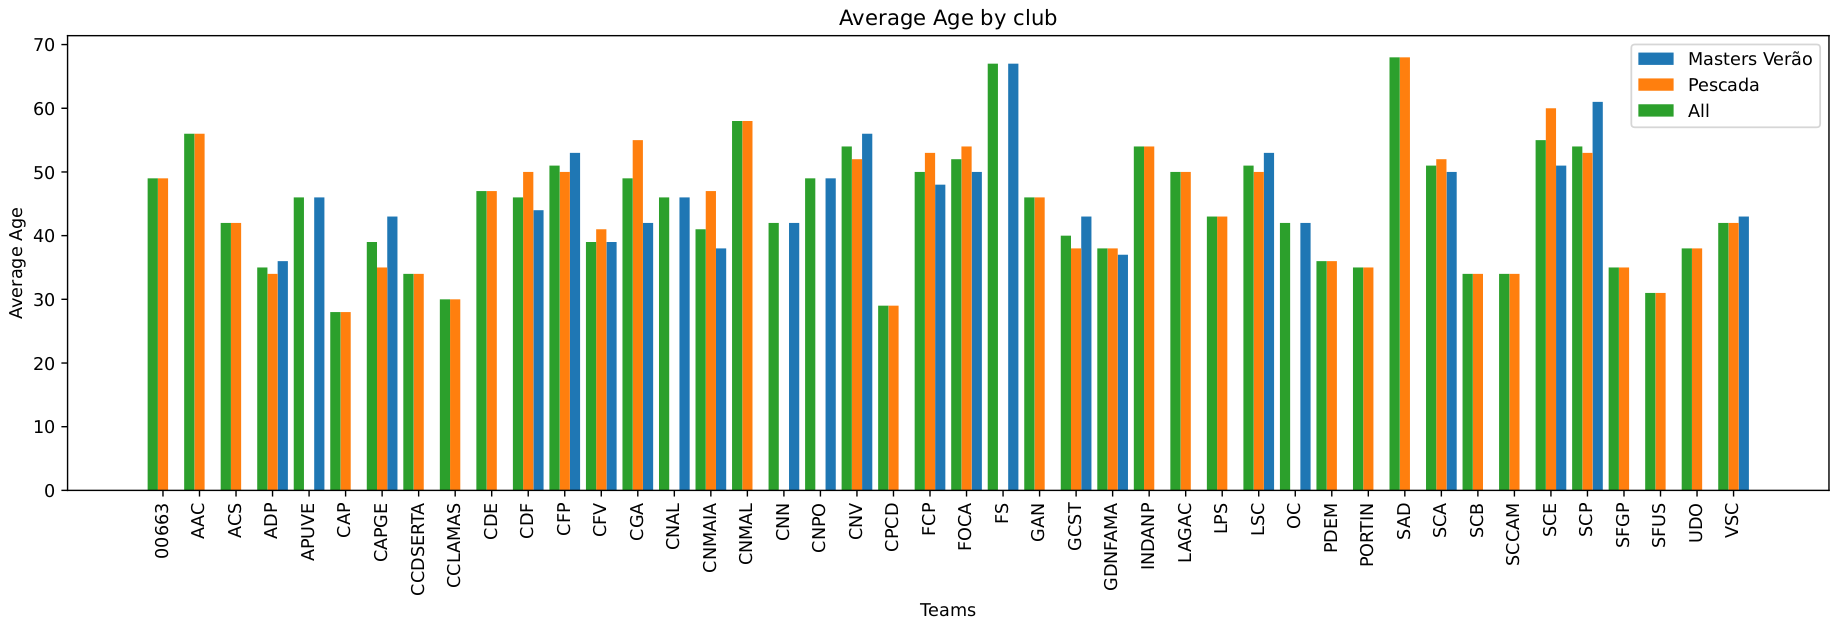 Average Age by club
Masters Verão
Pescada
All
Average Age
70
60
50
40
30
20
10
0
00663
AAC
ACS
ADP
APUVE
CAP
CAPGE
CCDSERTA
CCLAMAS
CDE
CDF
CFP
CFV
CGA
CNAL
CNMAIA
CNMAL
CNN
CNPO
CNV
CPCD
FCP
FOCA
FS
GAN
GCST
GDNFAMA
INDANP
LAGAC
LPS
LSC
OC
PDEM
PORTIN
SAD
SCA
SCB
SCCAM
SCE
SCP
SFGP
SFUS
UDO
VSC
Teams